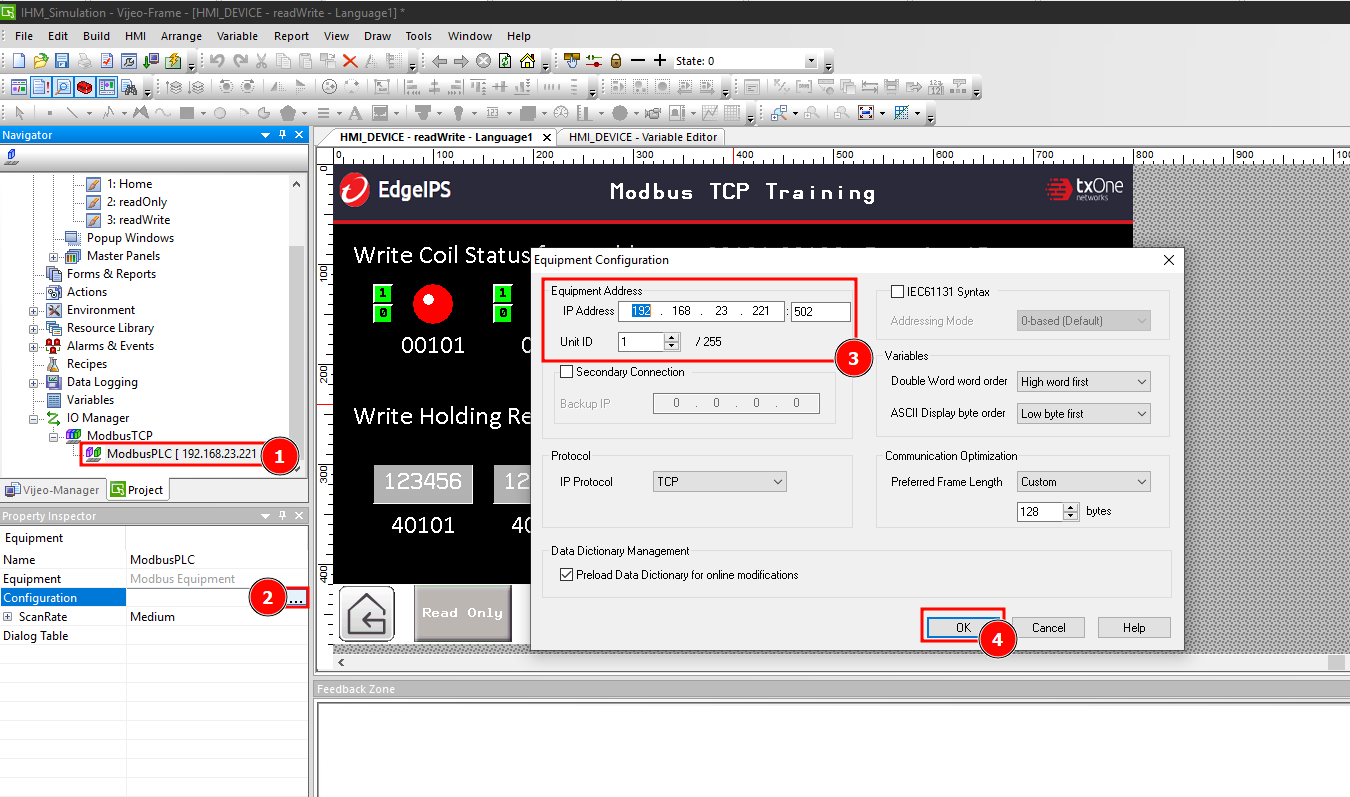 IHM_Simulation - Vijeo-Frame - [HMI_DEVICE - readWrite - Language1] *
File Edit Build HMI Arrange Variable Report View Draw Tools Window Help
State: 0
Navigator
1: Home
2: readOnly
3: readWrite
Popup Windows
Master Panels
Forms & Reports
Actions
Environment
Resource Library
Alarms & Events
Recipes
Data Logging
Variables
IO Manager
ModbusTCP
ModbusPLC [ 192.168.23.221
1
Vijeo-Manager Project
Property Inspector
Equipment
Name ModbusPLC
Equipment Modbus Equipment
Configuration ...
2
ScanRate Medium
Dialog Table
HMI_DEVICE - readWrite - Language1
HMI_DEVICE - Variable Editor
0 100 200 300 400 500 600 700 800 900
0 100 200 300 400
EdgeIPS
Modbus TCP Training
txOne
networks
Write Coil Status
1 1
0 0
00101
Write Holding Re
123456 12
40101 40
Read Only
Equipment Configuration
Equipment Address
IP Address 192 . 168 . 23 . 221 : 502
Unit ID 1 / 255
3
Secondary Connection
Backup IP 0 . 0 . 0 . 0
Protocol
IP Protocol TCP
IEC61131 Syntax
Addressing Mode 0-based (Default)
Variables
Double Word word order High word first
ASCII Display byte order Low byte first
Communication Optimization
Preferred Frame Length Custom
128 bytes
Data Dictionary Management
Preload Data Dictionary for online modifications
OK Cancel Help
4
Feedback Zone